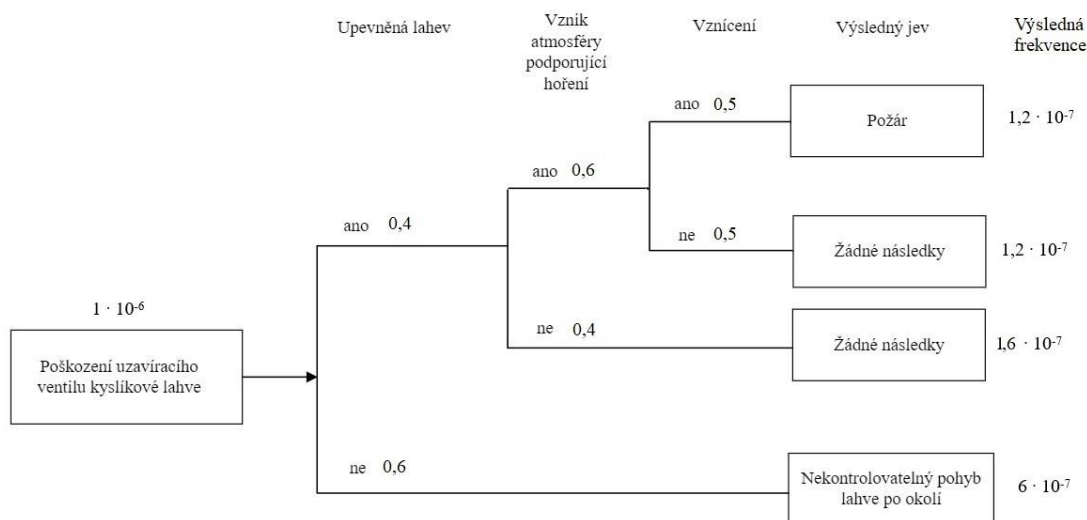 Upevněná lahev
Vznik
atmosféry
podporující
hoření
Vznícení
Výsledný jev
Výsledná
frekvence
ano 0,5
Požár
1,2 · 10⁻⁷
ano 0,6
ano 0,4
ne 0,5
Žádné následky
1,2 · 10⁻⁷
1 · 10⁻⁶
ne 0,4
Žádné následky
1,6 · 10⁻⁷
Poškození uzavíracího
ventilu kyslíkové lahve
ne 0,6
Nekontrolovatelný pohyb
lahve po okolí
6 · 10⁻⁷